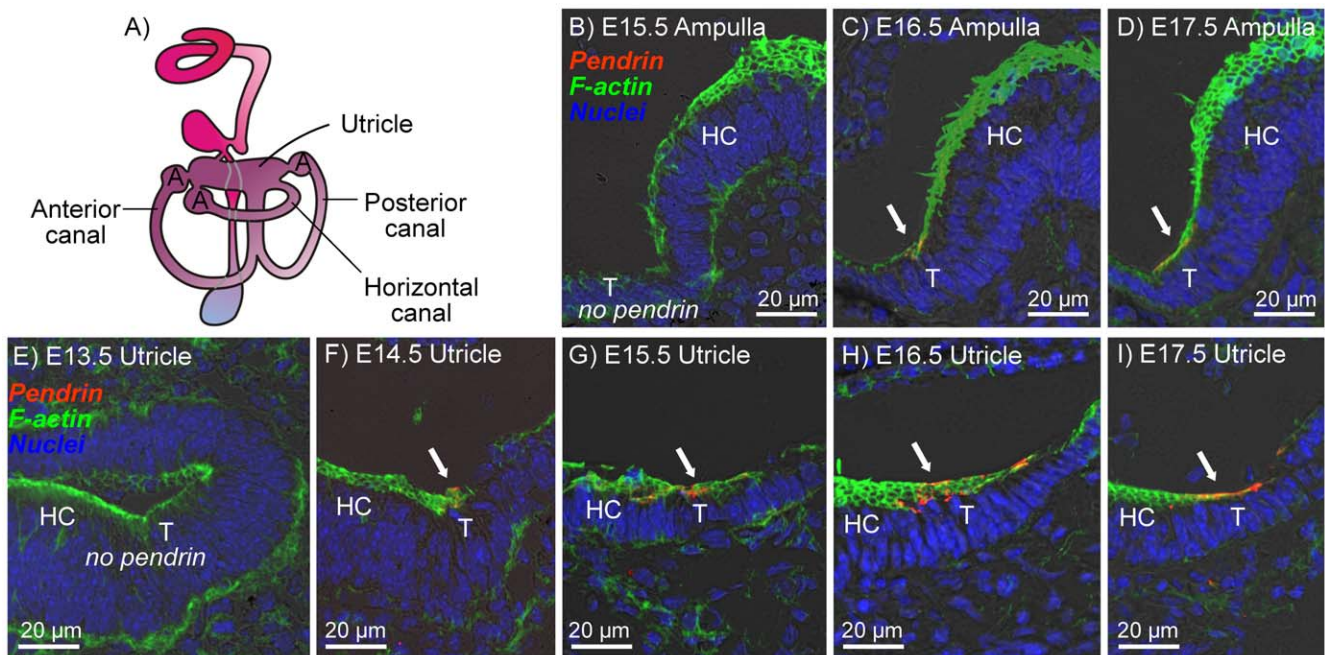 A)
Utricle
A
A
A
Anterior
canal
Posterior
canal
Horizontal
canal
B) E15.5 Ampulla
Pendrin
F-actin
Nuclei
HC
T
no pendrin
20 µm
C) E16.5 Ampulla
HC
T
20 µm
D) E17.5 Ampulla
HC
T
20 µm
E) E13.5 Utricle
Pendrin
F-actin
Nuclei
HC
T
no pendrin
20 µm
F) E14.5 Utricle
HC
T
20 µm
G) E15.5 Utricle
HC
T
20 µm
H) E16.5 Utricle
HC
T
20 µm
I) E17.5 Utricle
HC
T
20 µm